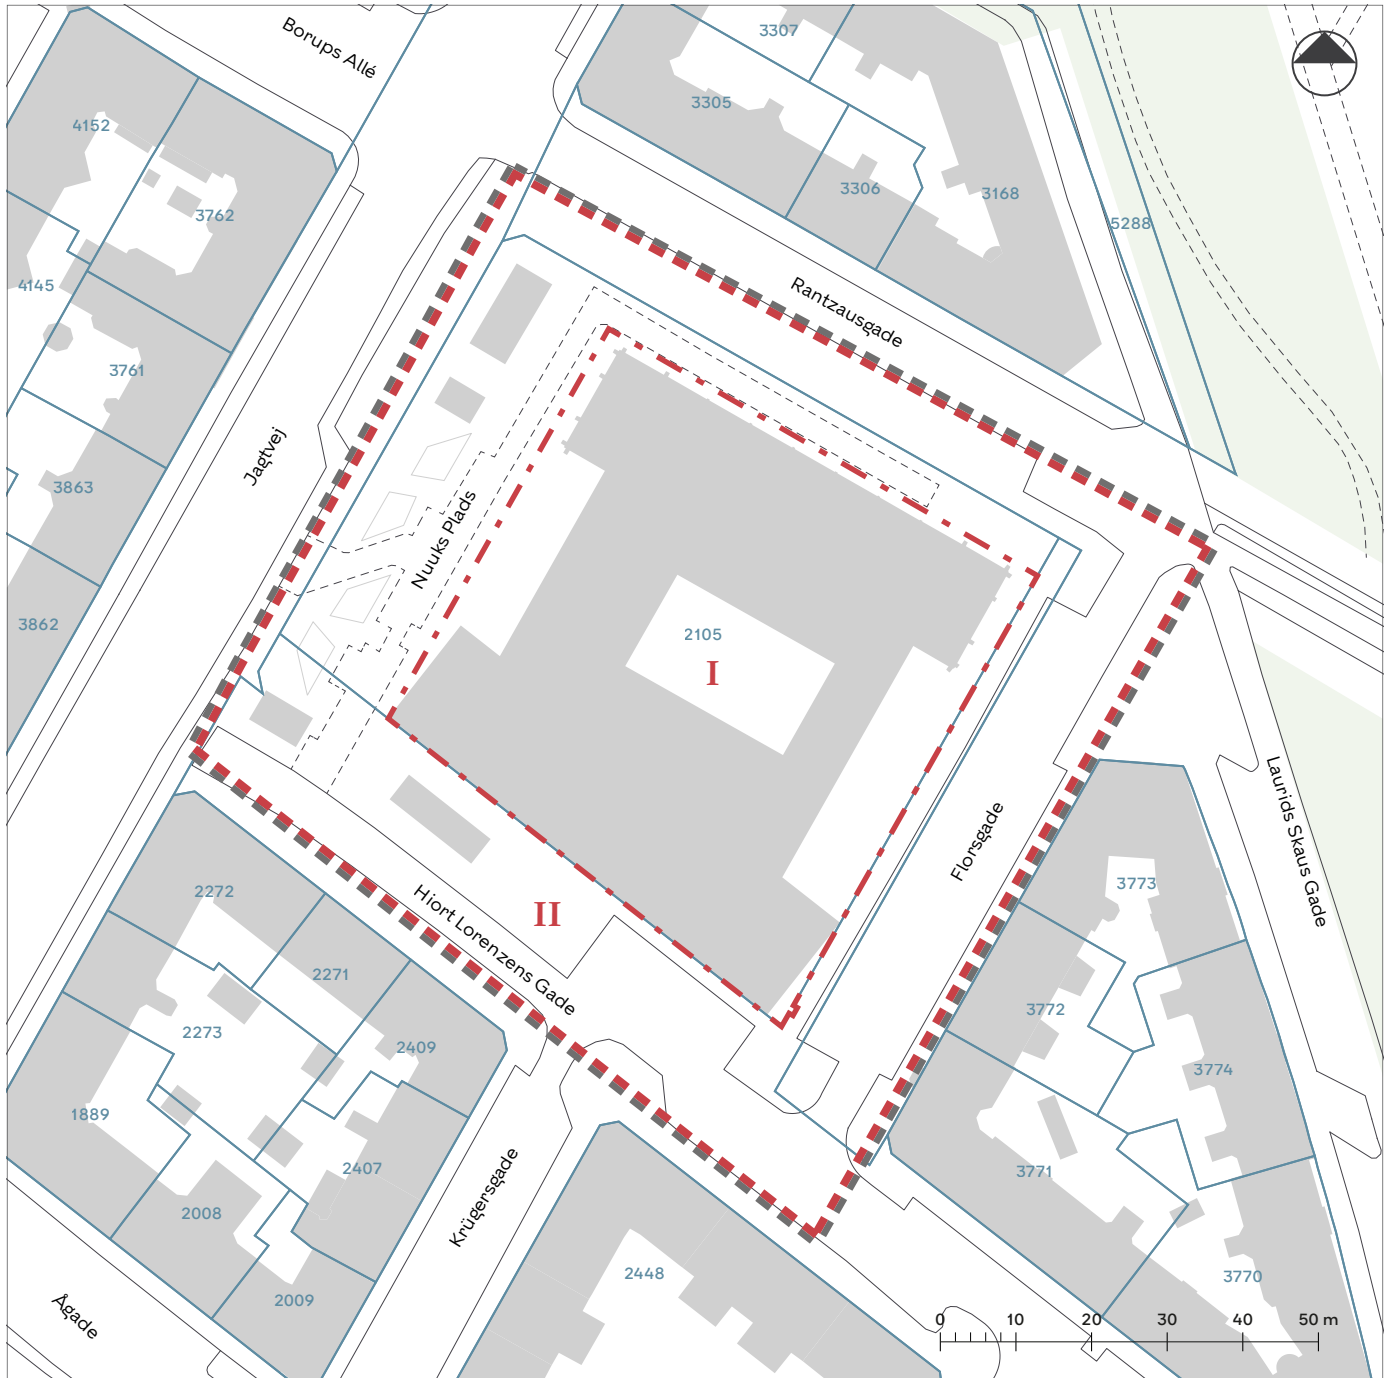 Borups Allé
3307
3305
4152
3306
3168
3762
5288
4145
Rantzausgade
3761
Jagtvej
3863
Nuuks Plads
3862
2105
I
Laurids Skaus Gade
Florsgade
3773
2272
Hiort Lorenzens Gade
II
2271
3772
2273
2409
3774
1889
2407
3771
Krügersgade
2008
2448
3770
2009
Ågade
0 10 20 30 40 50 m